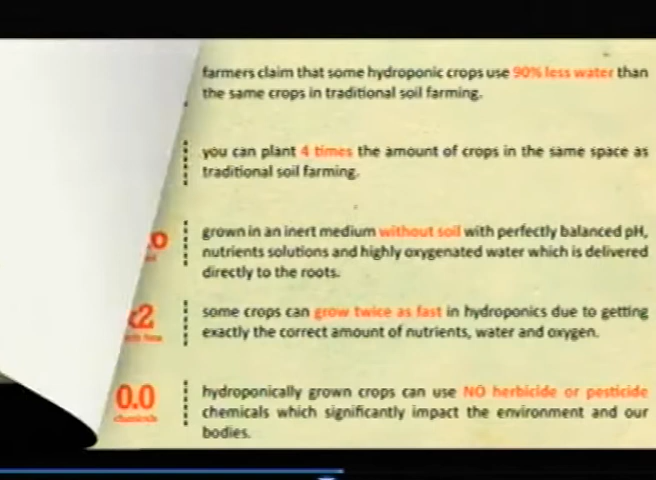 farmers claim that some hydroponic crops use 90% less water than
the same crops in traditional soil farming.
you can plant 4 times the amount of crops in the same space as
traditional soil farming.
grown in an inert medium without soil with perfectly balanced pH,
nutrients solutions and highly oxygenated water which is delivered
directly to the roots.
x2
some crops can grow twice as fast in hydroponics due to getting
exactly the correct amount of nutrients, water and oxygen.
0.0
chemicals
hydroponically grown crops can use NO herbicide or pesticide
chemicals which significantly impact the environment and our
bodies.